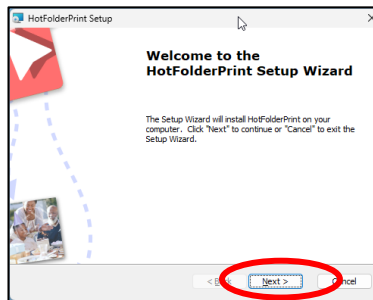 HotFolderPrint Setup
Welcome to the
HotFolderPrint Setup Wizard
The Setup Wizard will install HotFolderPrint on your
computer. Click "Next" to continue or "Cancel" to exit the
Setup Wizard.
Next >
Cancel